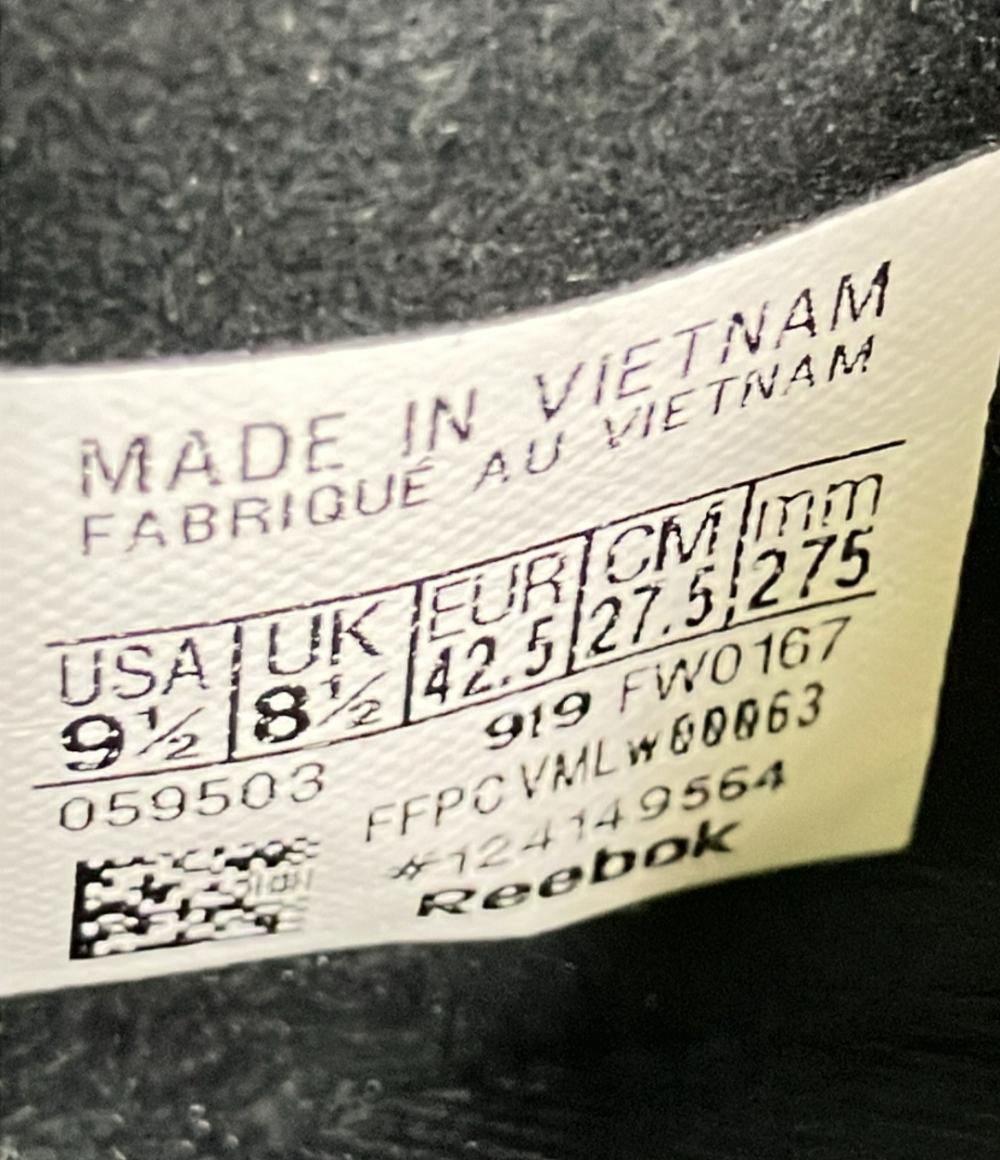 MADE IN VIETNAM
FABRIQUÉ AU VIETNAM
USA UK EUR CM mm
9½ 8½ 42.5 27.5 275
059503 919 FW0167
FFPC VMLW00063
#124149564
Reebok